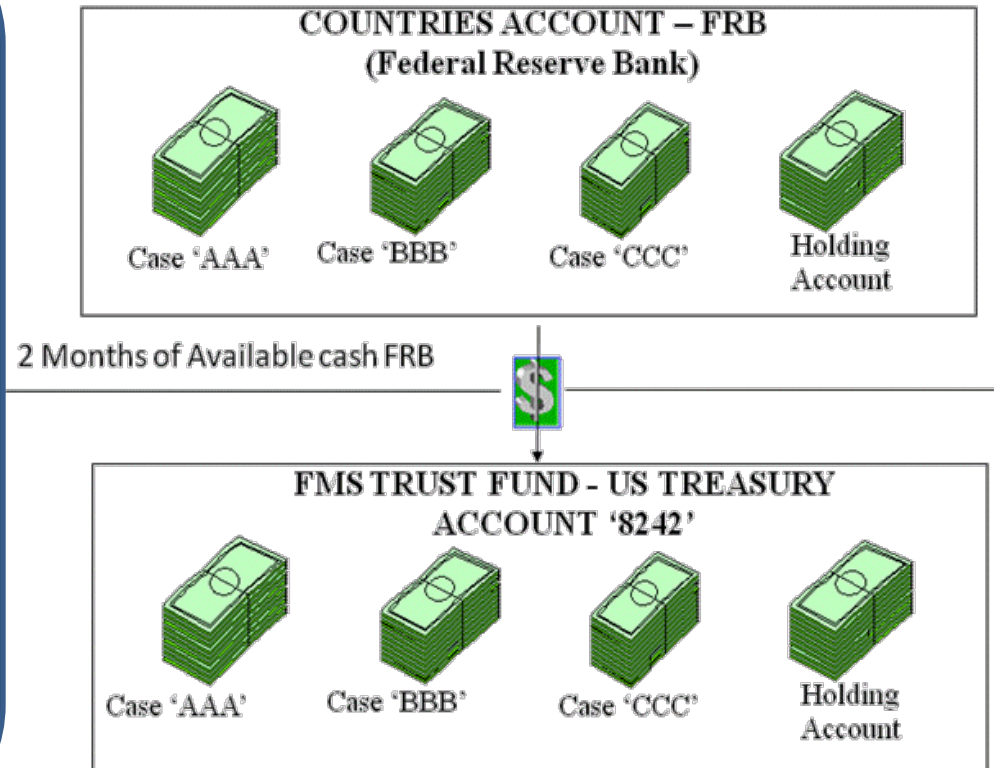 COUNTRIES ACCOUNT – FRB
(Federal Reserve Bank)
Case ‘AAA’
Case ‘BBB’
Case ‘CCC’
Holding
Account
2 Months of Available cash FRB
$
FMS TRUST FUND - US TREASURY
ACCOUNT ‘8242’
Case ‘AAA’
Case ‘BBB’
Case ‘CCC’
Holding
Account